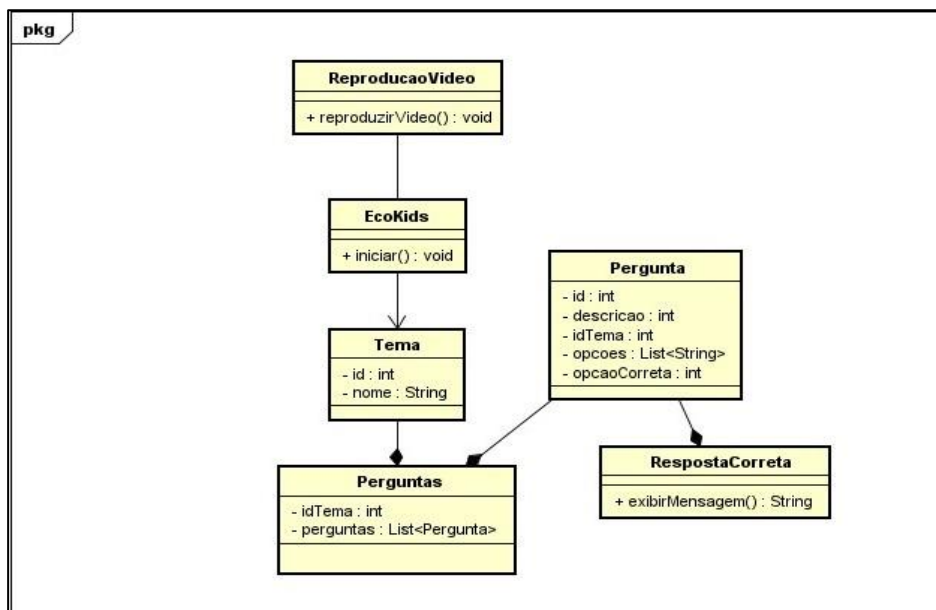 pkg
ReproducaoVideo
+ reproduzirVideo() : void
EcoKids
+ iniciar() : void
Pergunta
- id : int
- descricao : int
- idTema : int
- opcoes : List<String>
- opcaoCorreta : int
Tema
- id : int
- nome : String
Perguntas
- idTema : int
- perguntas : List<Pergunta>
RespostaCorreta
+ exibirMensagem() : String